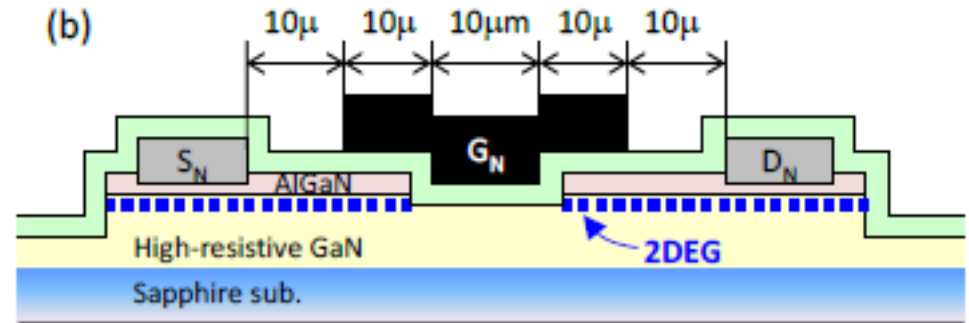 (b)
10μ 10μ 10μm 10μ 10μ
S_N G_N D_N
AlGaN
High-resistive GaN 2DEG
Sapphire sub.